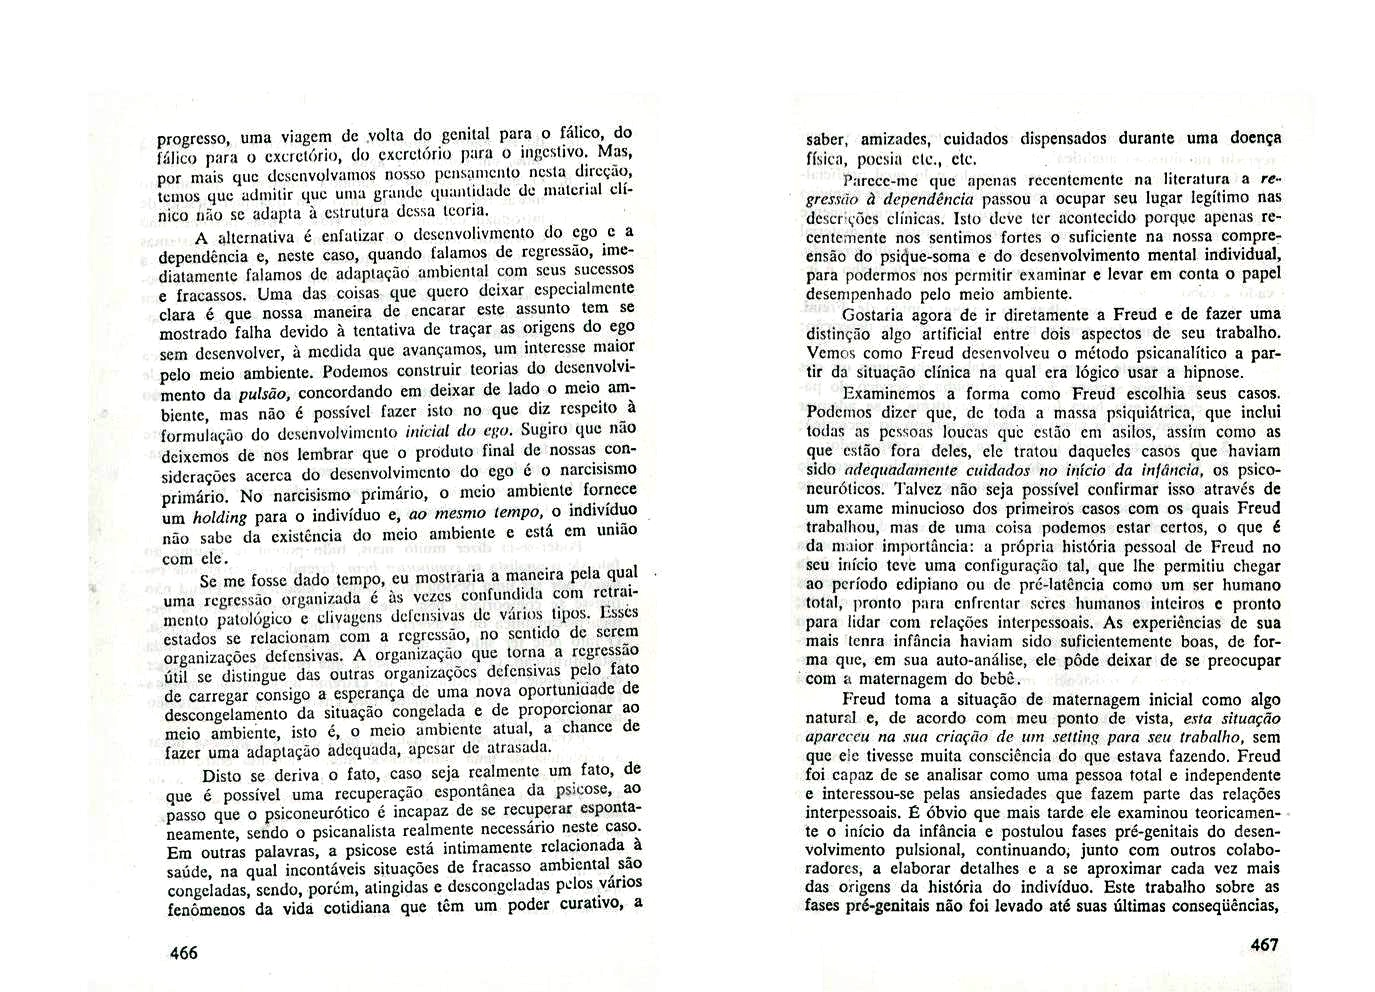 progresso, uma viagem de volta do genital para o fálico, do
fálico para o excretório, do excretório para o ingestivo. Mas,
por mais que desenvolvamos nosso pensamento nesta direção,
temos que admitir que uma grande quantidade de material clí-
nico não se adapta à estrutura dessa teoria.
A alternativa é enfatizar o desenvolivmento do ego e a
dependência e, neste caso, quando falamos de regressão, ime-
diatamente falamos de adaptação ambiental com seus sucessos
e fracassos. Uma das coisas que quero deixar especialmente
clara é que nossa maneira de encarar este assunto tem se
mostrado falha devido à tentativa de traçar as origens do ego
sem desenvolver, à medida que avançamos, um interesse maior
pelo meio ambiente. Podemos construir teorias do desenvolvi-
mento da pulsão, concordando em deixar de lado o meio am-
biente, mas não é possível fazer isto no que diz respeito à
formulação do desenvolvimento inicial do ego. Sugiro que não
deixemos de nos lembrar que o produto final de nossas con-
siderações acerca do desenvolvimento do ego é o narcisismo
primário. No narcisismo primário, o meio ambiente fornece
um holding para o indivíduo e, ao mesmo tempo, o indivíduo
não sabe da existência do meio ambiente e está em união
com ele.
Se me fosse dado tempo, eu mostraria a maneira pela qual
uma regressão organizada é às vezes confundida com retrai-
mento patológico e clivagens defensivas de vários tipos. Esses
estados se relacionam com a regressão, no sentido de serem
organizações defensivas. A organização que torna a regressão
útil se distingue das outras organizações defensivas pelo fato
de carregar consigo a esperança de uma nova oportunidade de
descongelamento da situação congelada e de proporcionar ao
meio ambiente, isto é, o meio ambiente atual, a chance de
fazer uma adaptação adequada, apesar de atrasada.
Disto se deriva o fato, caso seja realmente um fato, de
que é possível uma recuperação espontânea da psicose, ao
passo que o psiconeurótico é incapaz de se recuperar esponta-
neamente, sendo o psicanalista realmente necessário neste caso.
Em outras palavras, a psicose está intimamente relacionada à
saúde, na qual incontáveis situações de fracasso ambiental são
congeladas, sendo, porém, atingidas e descongeladas pelos vários
fenômenos da vida cotidiana que têm um poder curativo, a
466
saber, amizades, cuidados dispensados durante uma doença
física, poesia etc., etc.
Parece-me que apenas recentemente na literatura a re-
gressão à dependência passou a ocupar seu lugar legítimo nas
descrições clínicas. Isto deve ter acontecido porque apenas re-
centemente nos sentimos fortes o suficiente na nossa compre-
ensão do psique-soma e do desenvolvimento mental individual,
para podermos nos permitir examinar e levar em conta o papel
desempenhado pelo meio ambiente.
Gostaria agora de ir diretamente a Freud e de fazer uma
distinção algo artificial entre dois aspectos de seu trabalho.
Vemos como Freud desenvolveu o método psicanalítico a par-
tir da situação clínica na qual era lógico usar a hipnose.
Examinemos a forma como Freud escolhia seus casos.
Podemos dizer que, de toda a massa psiquiátrica, que inclui
todas as pessoas loucas que estão em asilos, assim como as
que estão fora deles, ele tratou daqueles casos que haviam
sido adequadamente cuidados no início da infância, os psico-
neuróticos. Talvez não seja possível confirmar isso através de
um exame minucioso dos primeiros casos com os quais Freud
trabalhou, mas de uma coisa podemos estar certos, o que é
da maior importância: a própria história pessoal de Freud no
seu início teve uma configuração tal, que lhe permitiu chegar
ao período edipiano ou de pré-latência como um ser humano
total, pronto para enfrentar seres humanos inteiros e pronto
para lidar com relações interpessoais. As experiências de sua
mais tenra infância haviam sido suficientemente boas, de for-
ma que, em sua auto-análise, ele pôde deixar de se preocupar
com a maternagem do bebê.
Freud toma a situação de maternagem inicial como algo
natural e, de acordo com meu ponto de vista, esta situação
apareceu na sua criação de um setting para seu trabalho, sem
que ele tivesse muita consciência do que estava fazendo. Freud
foi capaz de se analisar como uma pessoa total e independente
e interessou-se pelas ansiedades que fazem parte das relações
interpessoais. É óbvio que mais tarde ele examinou teoricamen-
te o início da infância e postulou fases pré-genitais do desen-
volvimento pulsional, continuando, junto com outros colabo-
radores, a elaborar detalhes e a se aproximar cada vez mais
das origens da história do indivíduo. Este trabalho sobre as
fases pré-genitais não foi levado até suas últimas conseqüências,
467